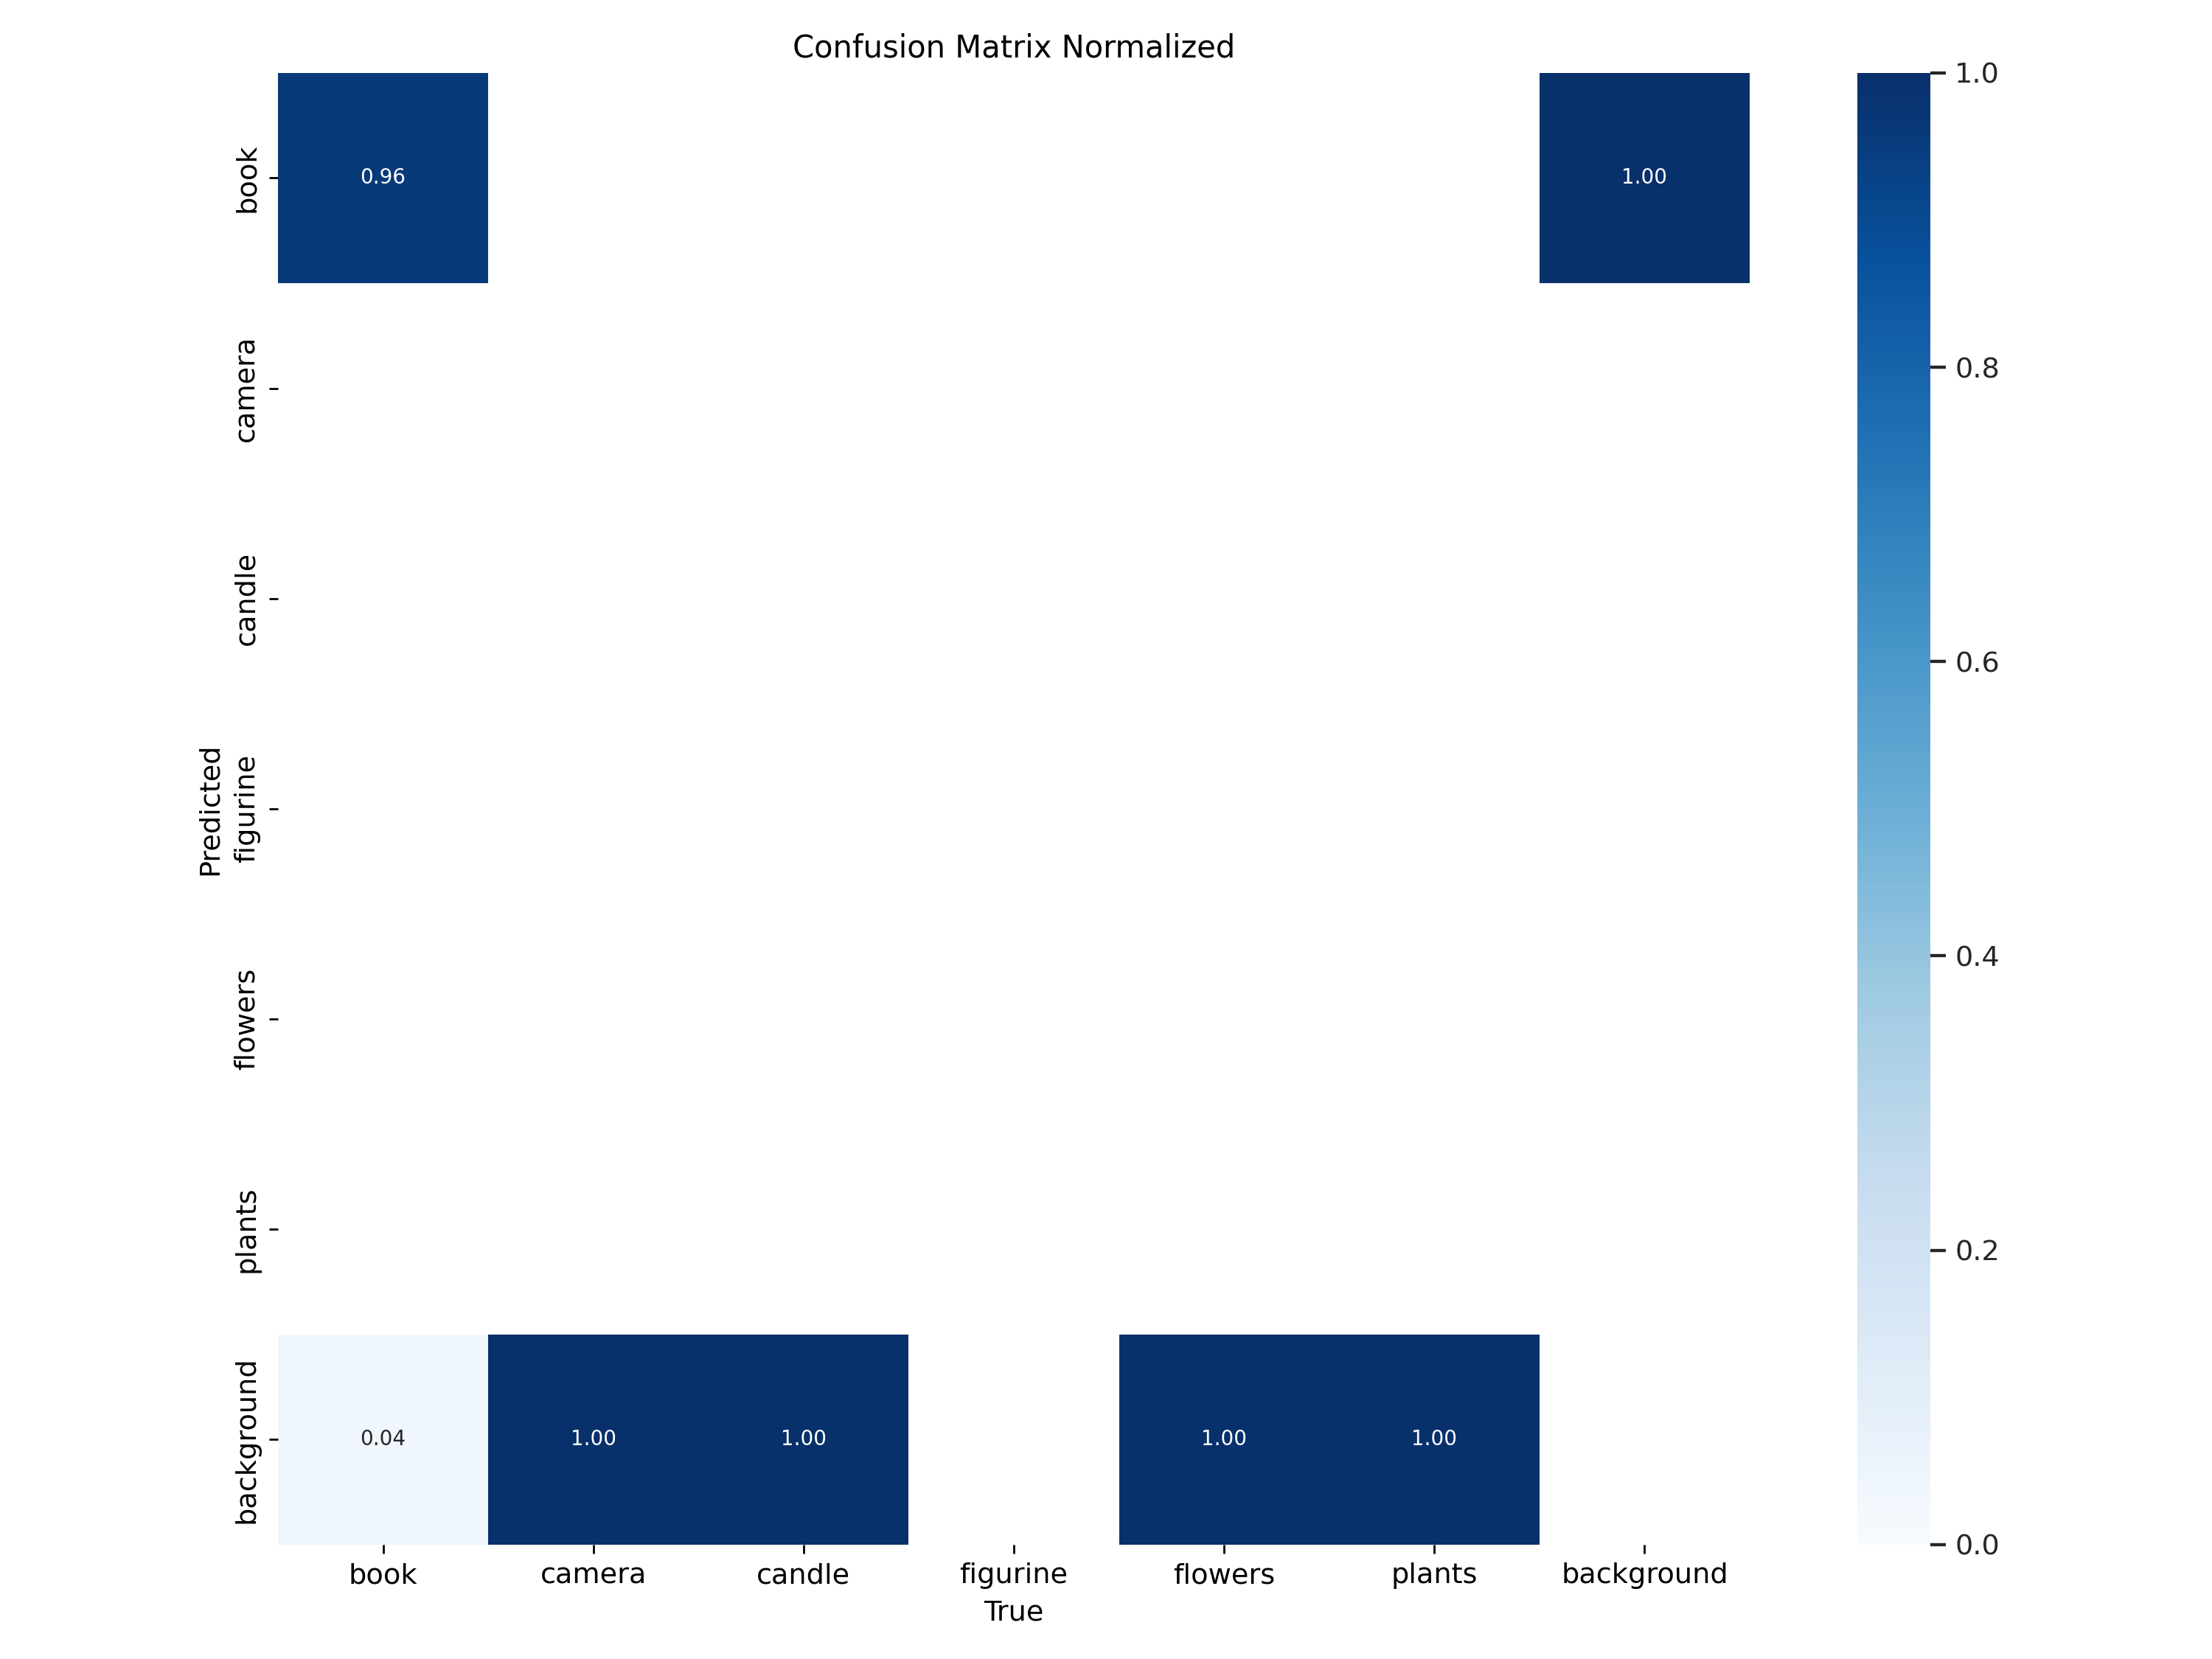 Confusion Matrix Normalized
book
camera
candle
figurine
flowers
plants
background
Predicted
0.96
1.00
0.04
1.00
1.00
1.00
1.00
book
camera
candle
figurine
flowers
plants
background
True
1.0
0.8
0.6
0.4
0.2
0.0